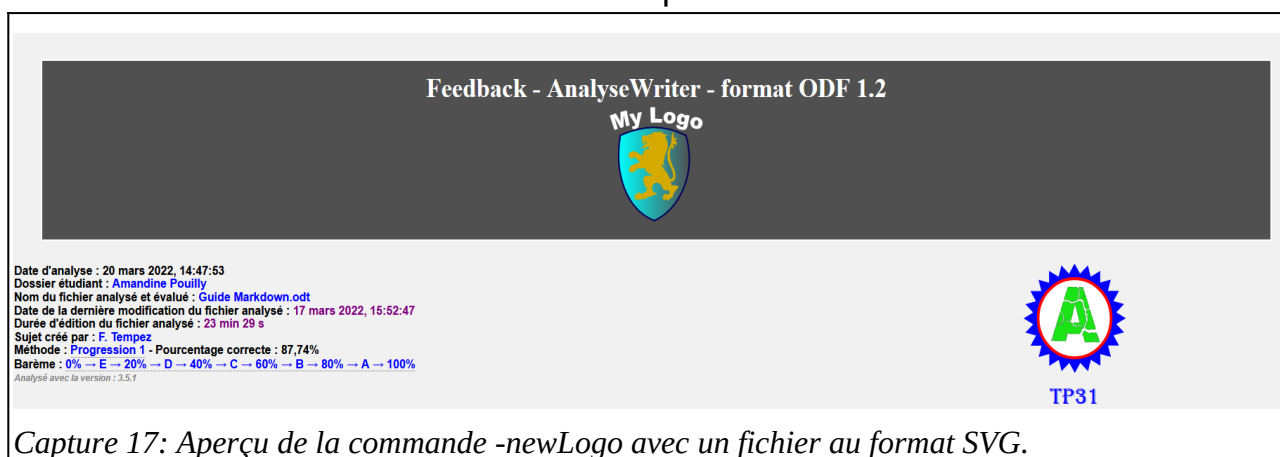 Feedback - AnalyseWriter - format ODF 1.2
My Logo
Date d'analyse : 20 mars 2022, 14:47:53
Dossier étudiant : Amandine Pouilly
Nom du fichier analysé et évalué : Guide Markdown.odt
Date de la dernière modification du fichier analysé : 17 mars 2022, 15:52:47
Durée d'édition du fichier analysé : 23 min 29 s
Sujet créé par : F. Tempez
Méthode : Progression 1 - Pourcentage correcte : 87,74%
Barème : 0% → E → 20% → D → 40% → C → 60% → B → 80% → A → 100%
Analysé avec la version : 3.5.1
A
TP31
Capture 17: Aperçu de la commande -newLogo avec un fichier au format SVG.